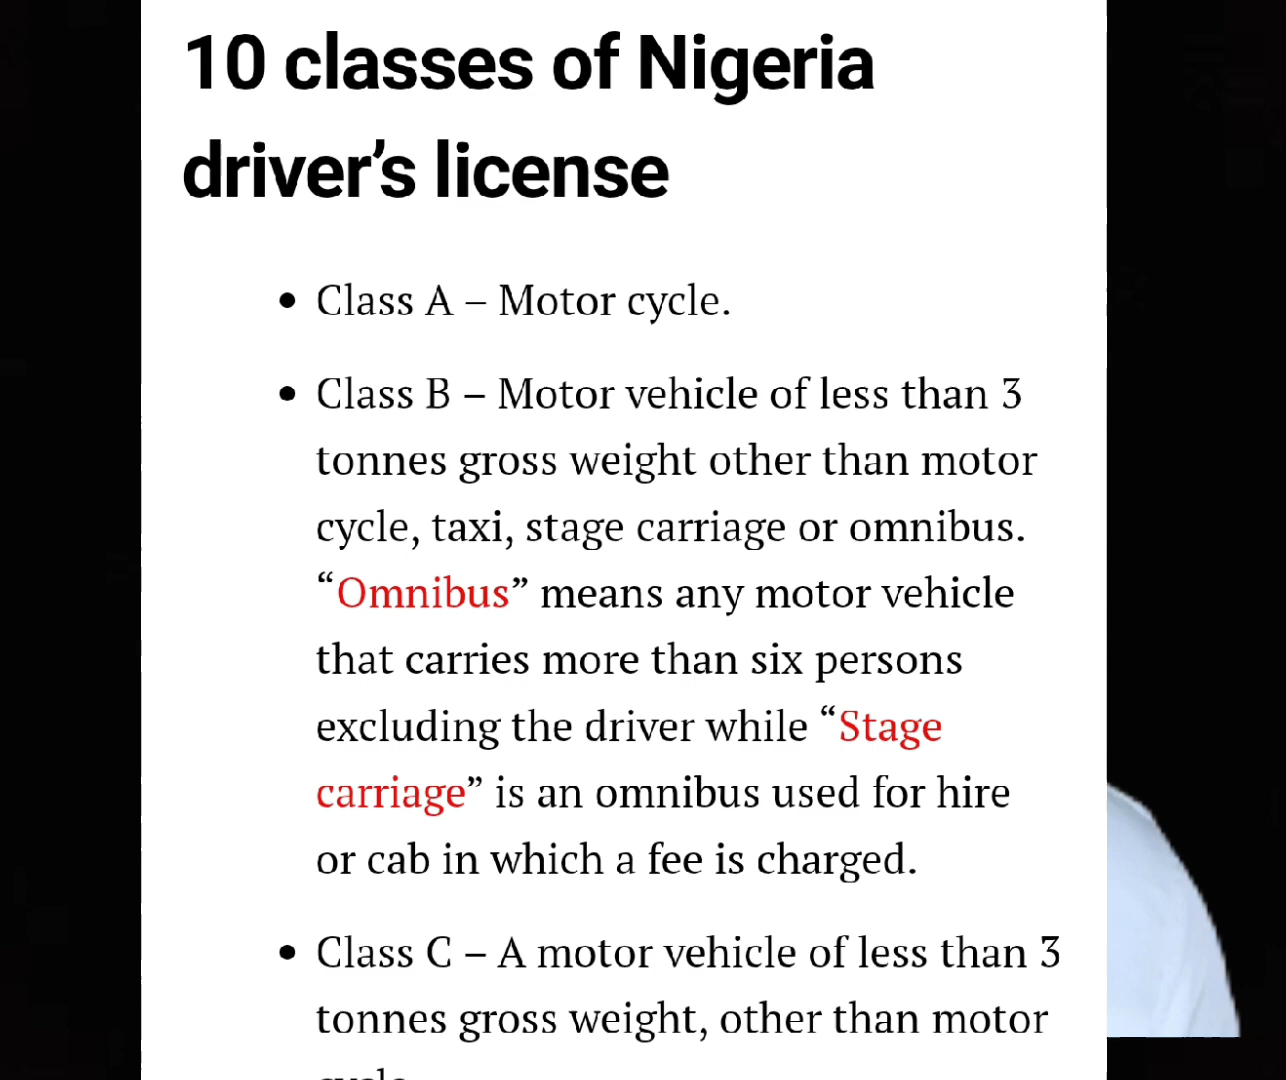 10 classes of Nigeria
driver’s license
• Class A – Motor cycle.
• Class B – Motor vehicle of less than 3
tonnes gross weight other than motor
cycle, taxi, stage carriage or omnibus.
“Omnibus” means any motor vehicle
that carries more than six persons
excluding the driver while “Stage
carriage” is an omnibus used for hire
or cab in which a fee is charged.
• Class C – A motor vehicle of less than 3
tonnes gross weight, other than motor